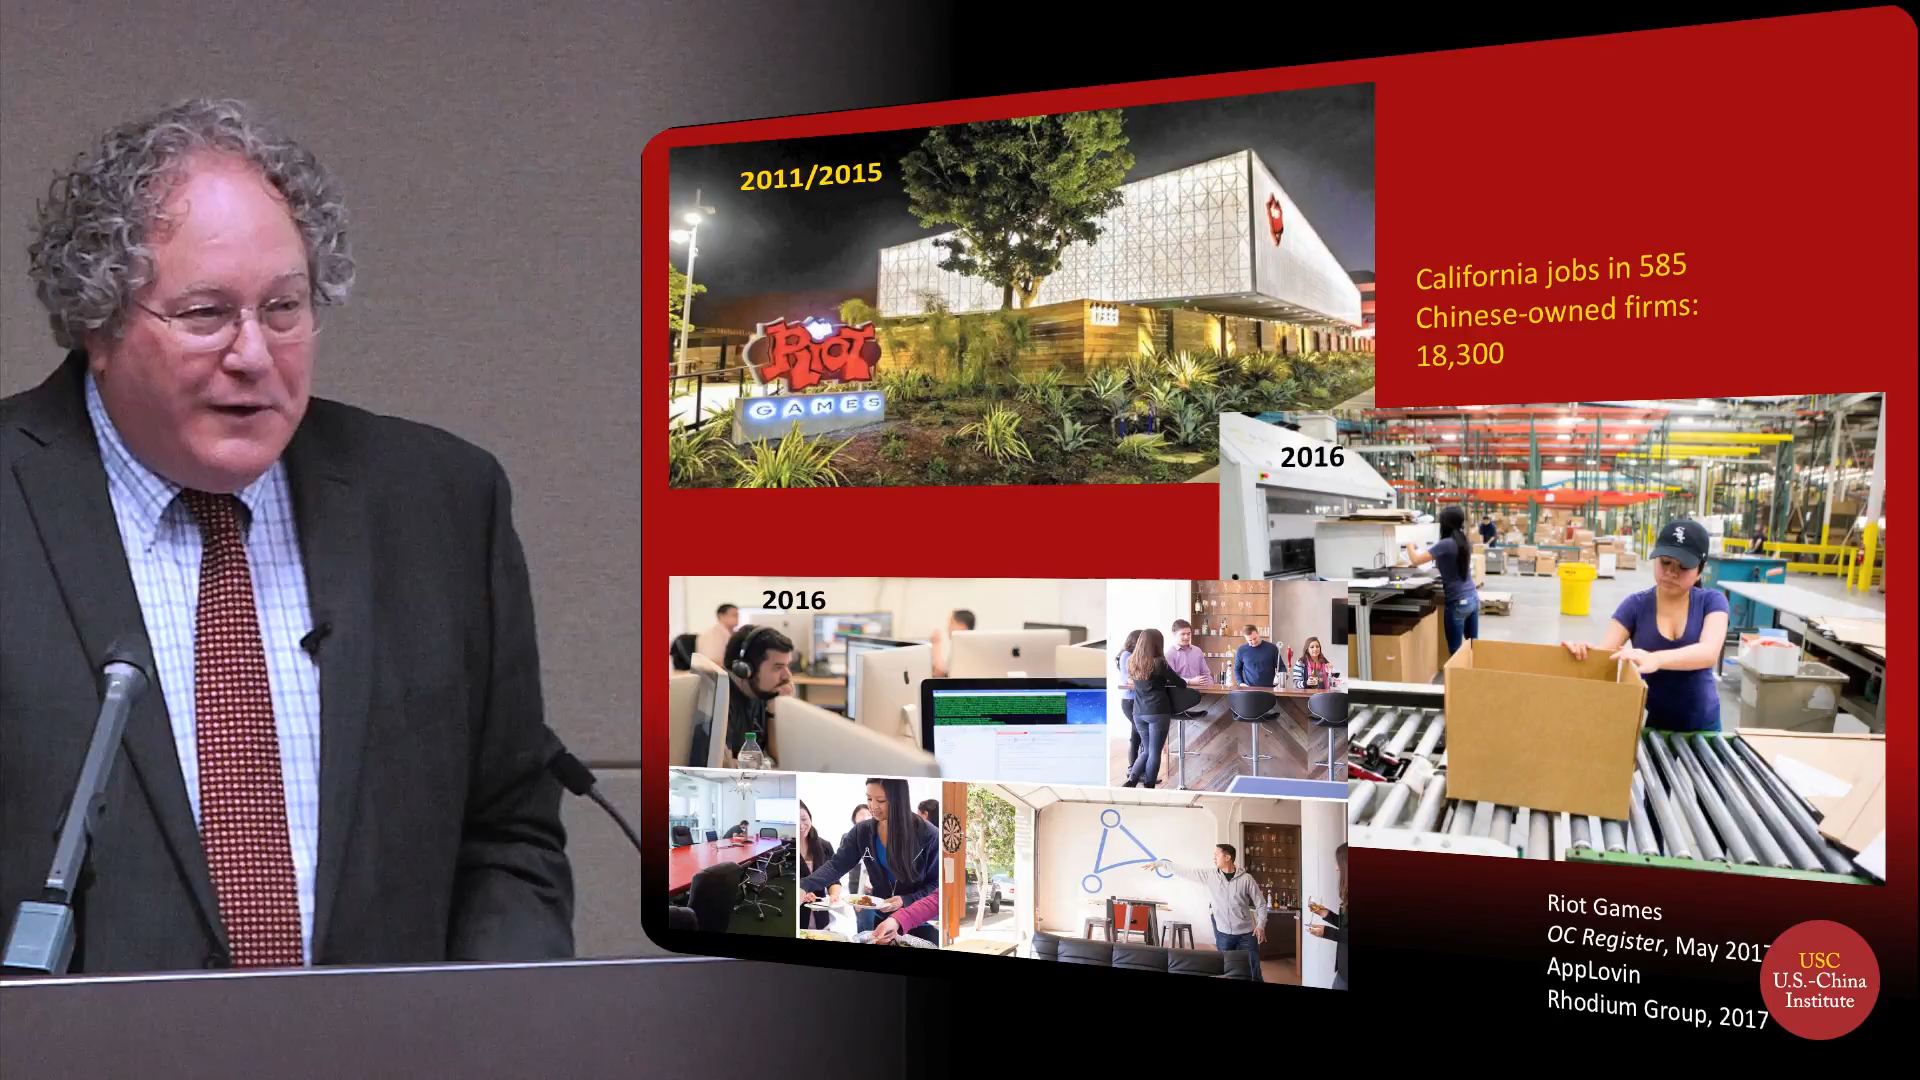 2011/2015
RiOT
GAMES
California jobs in 585
Chinese-owned firms:
18,300
2016
2016
Riot Games
OC Register, May 2017
AppLovin
Rhodium Group, 2017
USC
U.S.-China
Institute